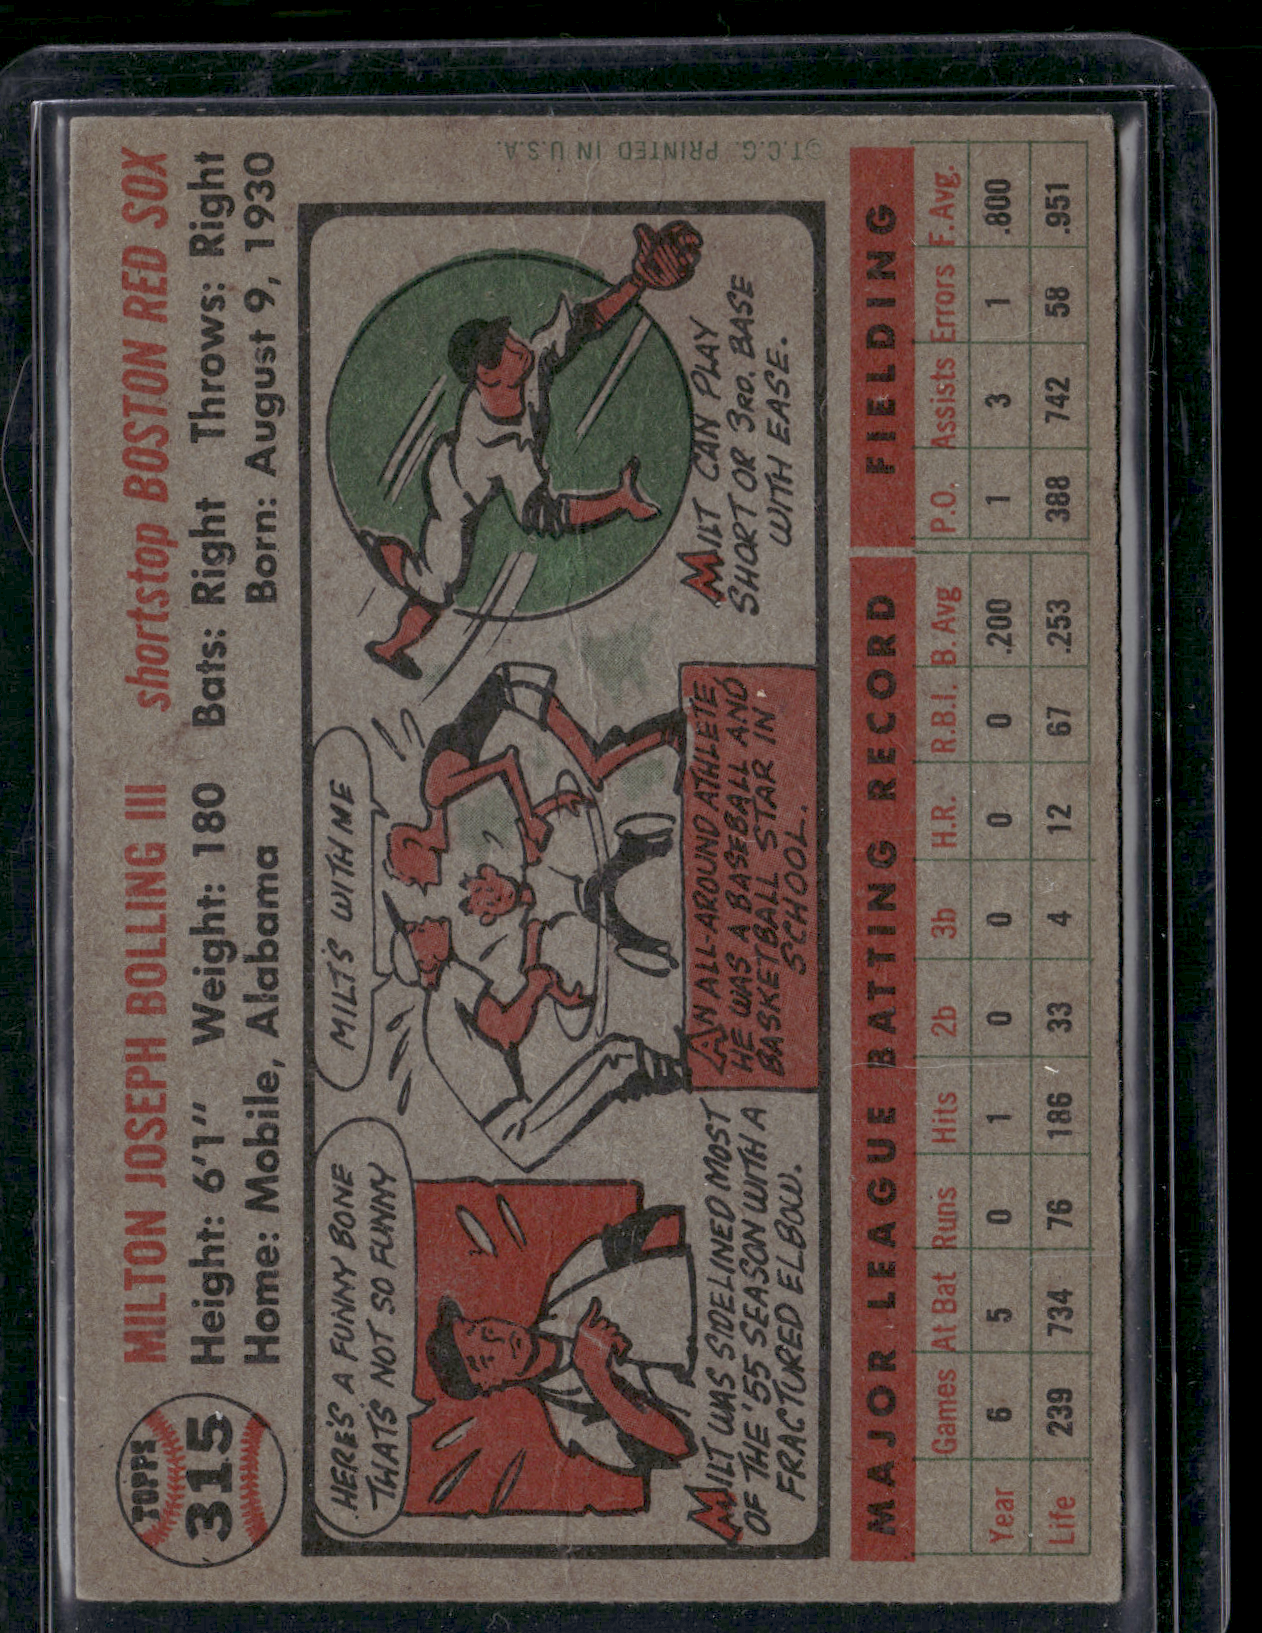 TOPPS
315
MILTON JOSEPH BOLLING III shortstop BOSTON RED SOX
Height: 6'1" Weight: 180 Bats: Right Throws: Right
Home: Mobile, Alabama Born: August 9, 1930
HERE'S A FUNNY BONE
THAT'S NOT SO FUNNY
MILT WAS SIDELINED MOST
OF THE '55 SEASON WITH A
FRACTURED ELBOW.
MILT'S WITH ME
AN ALL-AROUND ATHLETE,
HE WAS A BASEBALL AND
BASKETBALL STAR IN
SCHOOL.
MILT CAN PLAY
SHORT OR 3RD. BASE
WITH EASE.
©T.C.G. PRINTED IN U.S.A.
MAJOR LEAGUE BATTING RECORD FIELDING
Games At Bat Runs Hits 2b 3b H.R. R.B.I. B. Avg P.O. Assists Errors F. Avg.
Year 6 5 0 1 0 0 0 0 .200 1 3 1 .800
Life 239 734 76 186 33 4 12 67 .253 388 742 58 .951